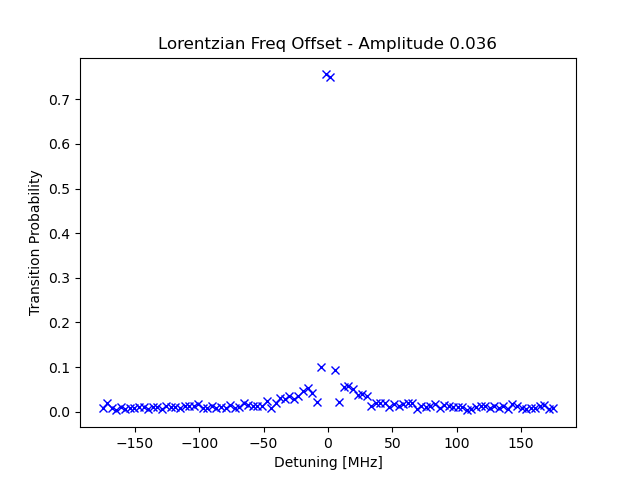 Lorentzian Freq Offset - Amplitude 0.036
Transition Probability
0.7
0.6
0.5
0.4
0.3
0.2
0.1
0.0
−150 −100 −50 0 50 100 150
Detuning [MHz]